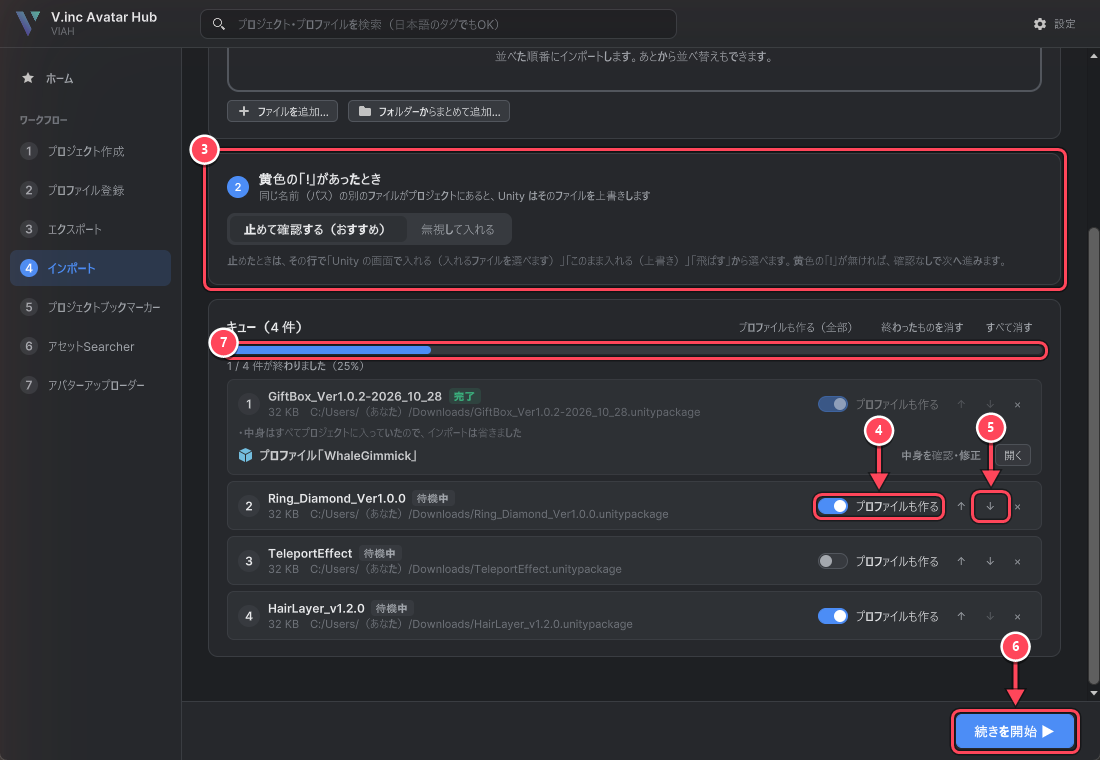 V.inc Avatar Hub
VIAH
プロジェクト・プロファイルを検索（日本語のタグでもOK）
設定
ホーム
ワークフロー
1 プロジェクト作成
2 プロファイル登録
3 エクスポート
4 インポート
5 プロジェクトブックマーカー
6 アセットSearcher
7 アバターアップローダー
並べた順番にインポートします。あとから並べ替えもできます。
＋ ファイルを追加...
フォルダーからまとめて追加...
3
2 黄色の「!」があったとき
同じ名前（パス）の別のファイルがプロジェクトにあると、Unity はそのファイルを上書きします
止めて確認する（おすすめ） 無視して入れる
止めたときは、その行で「Unity の画面で入れる（入れるファイルを選べます）」「このまま入れる（上書き）」「飛ばす」から選べます。黄色の「!」が無ければ、確認なしで次へ進みます。
キュー（4 件） プロファイルも作る（全部） 終わったものを消す すべて消す
7
1 / 4 件が終わりました（25%）
1 GiftBox_Ver1.0.2-2026_10_28 完了
32 KB C:/Users/（あなた）/Downloads/GiftBox_Ver1.0.2-2026_10_28.unitypackage
プロファイルも作る ↑ ↓ ×
・中身はすべてプロジェクトに入っていたので、インポートは省きました
プロファイル「WhaleGimmick」 中身を確認・修正 開く
4
5
2 Ring_Diamond_Ver1.0.0 待機中
32 KB C:/Users/（あなた）/Downloads/Ring_Diamond_Ver1.0.0.unitypackage
プロファイルも作る ↑ ↓ ×
3 TeleportEffect 待機中
32 KB C:/Users/（あなた）/Downloads/TeleportEffect.unitypackage
プロファイルも作る ↑ ↓ ×
4 HairLayer_v1.2.0 待機中
32 KB C:/Users/（あなた）/Downloads/HairLayer_v1.2.0.unitypackage
プロファイルも作る ↑ ↓ ×
6
続きを開始 ▶